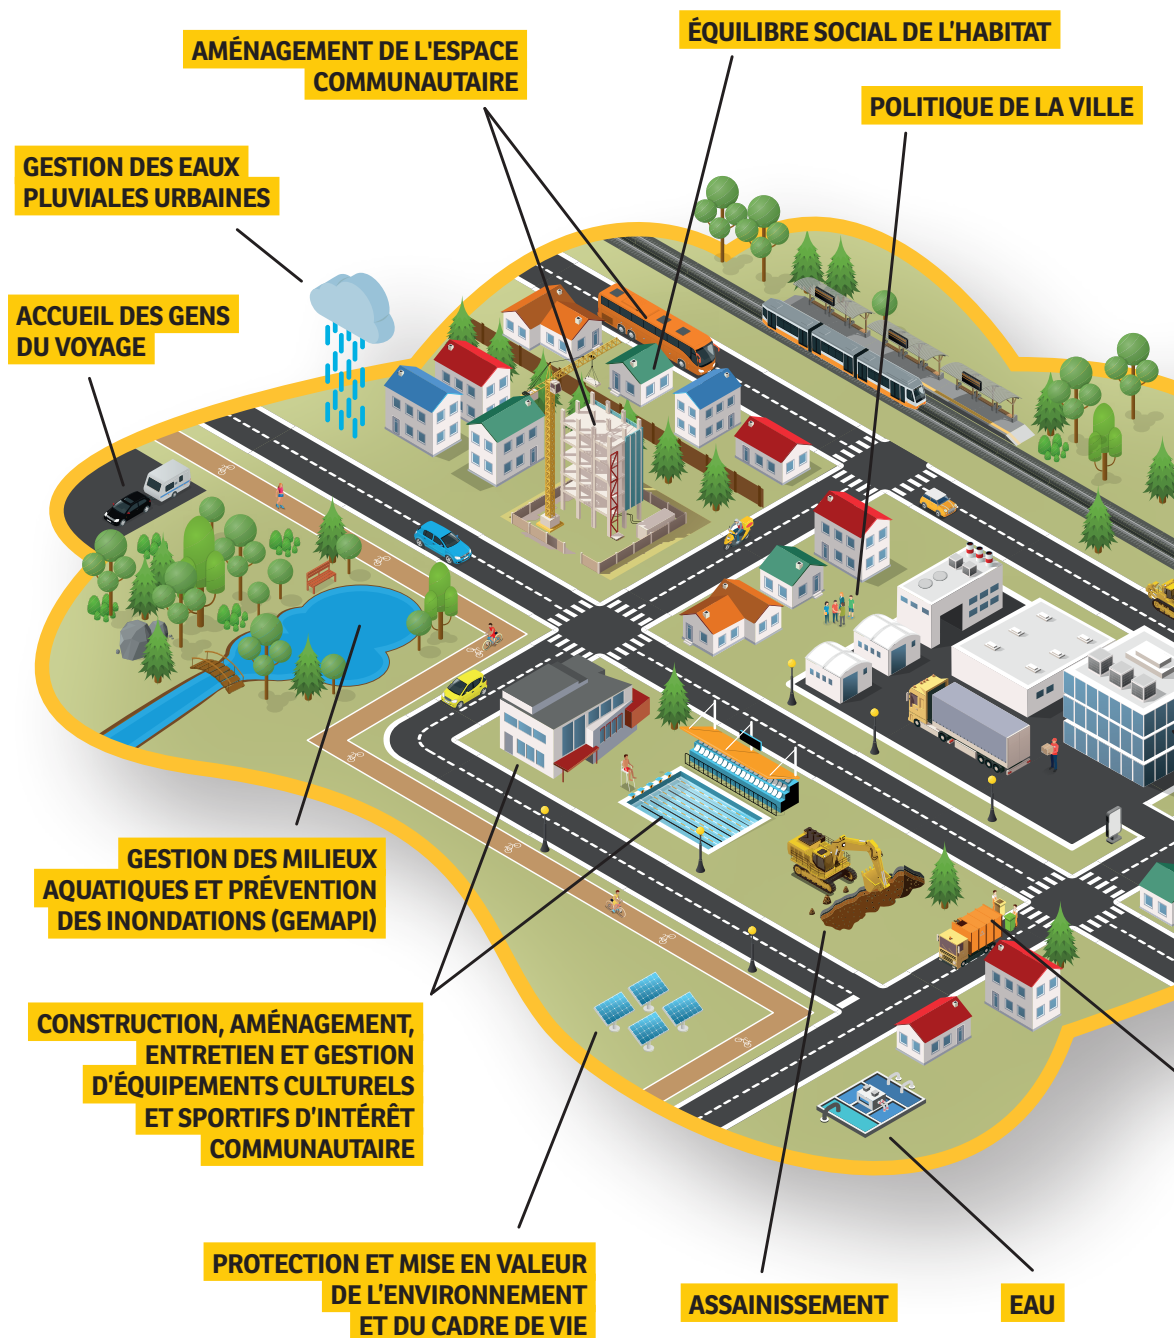 ÉQUILIBRE SOCIAL DE L'HABITAT
AMÉNAGEMENT DE L'ESPACE
COMMUNAUTAIRE
POLITIQUE DE LA VILLE
GESTION DES EAUX
PLUVIALES URBAINES
ACCUEIL DES GENS
DU VOYAGE
GESTION DES MILIEUX
AQUATIQUES ET PRÉVENTION
DES INONDATIONS (GEMAPI)
CONSTRUCTION, AMÉNAGEMENT,
ENTRETIEN ET GESTION
D'ÉQUIPEMENTS CULTURELS
ET SPORTIFS D'INTÉRÊT
COMMUNAUTAIRE
PROTECTION ET MISE EN VALEUR
DE L'ENVIRONNEMENT
ET DU CADRE DE VIE
ASSAINISSEMENT
EAU